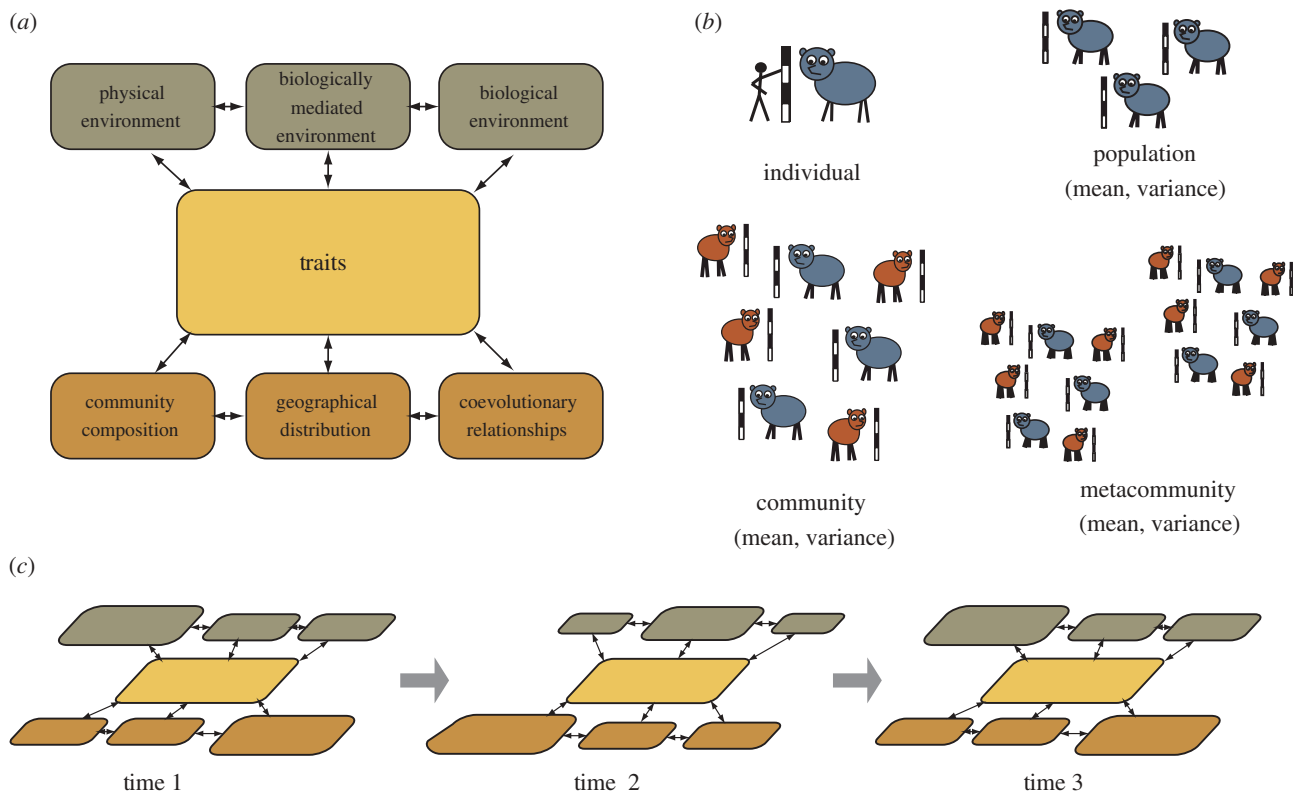 (a)
physical
environment
biologically
mediated
environment
biological
environment
traits
community
composition
geographical
distribution
coevolutionary
relationships
(b)
individual
population
(mean, variance)
community
(mean, variance)
metacommunity
(mean, variance)
(c)
time 1
time 2
time 3